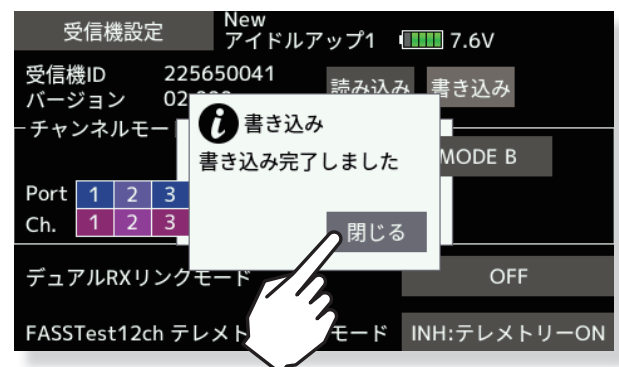 受信機設定
New
アイドルアップ1 7.6V
受信機ID 225650041
バージョン 02
読み込み 書き込み
チャンネルモー
MODE B
書き込み
書き込み完了しました
閉じる
Port 1 2 3
Ch. 1 2 3
デュアルRXリンクモード OFF
FASSTest12ch テレメト モード INH:テレメトリーON